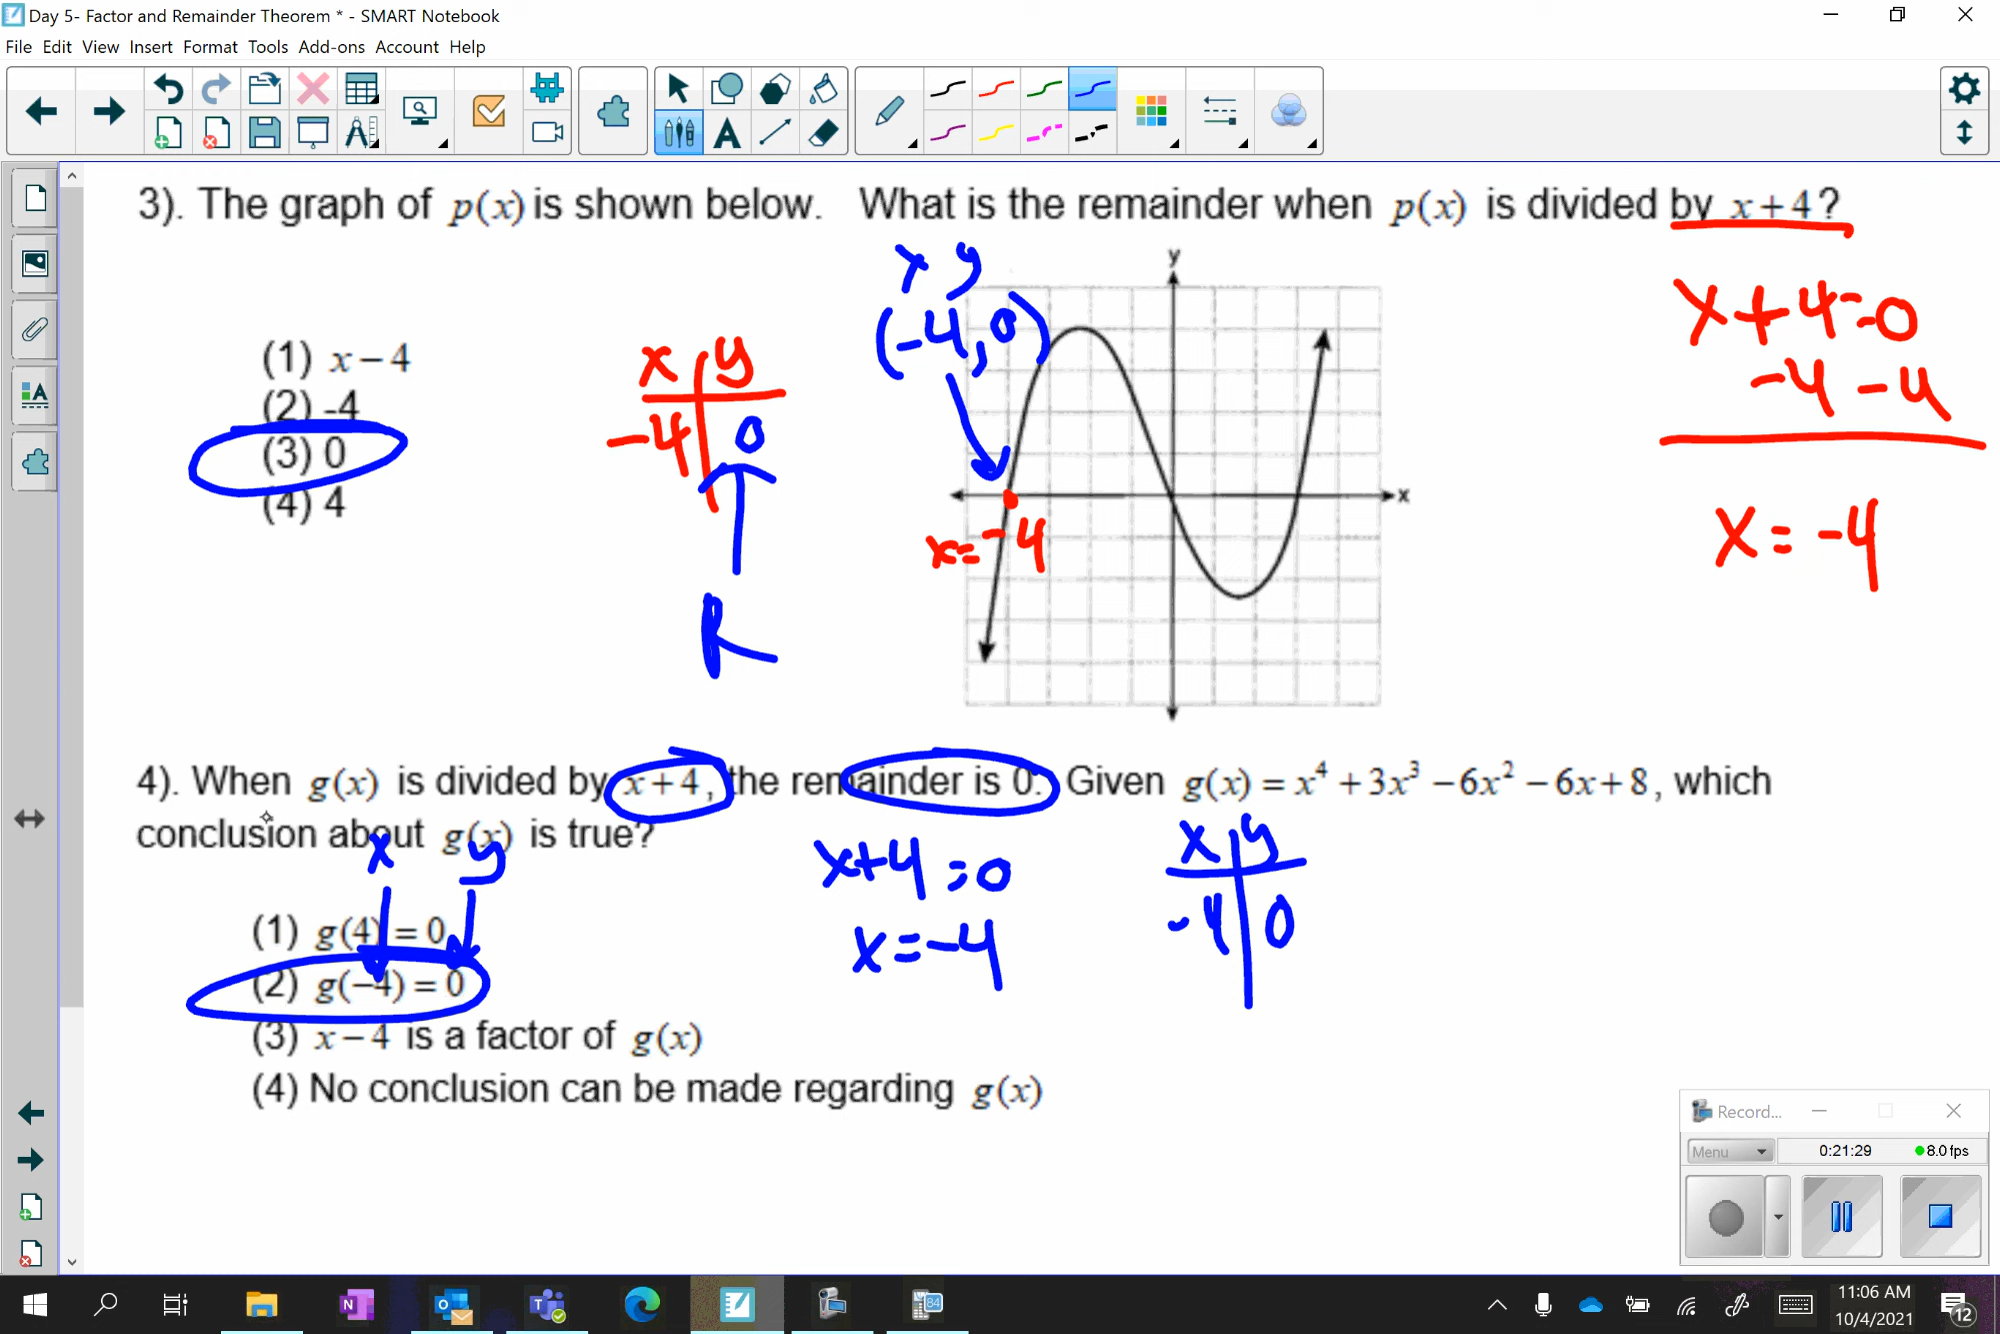 Day 5- Factor and Remainder Theorem * - SMART Notebook
File Edit View Insert Format Tools Add-ons Account Help
3). The graph of p(x) is shown below. What is the remainder when p(x) is divided by x+4?
(1) x−4
(2) -4
(3) 0
(4) 4
x y
-4 0
R
x y
(-4,0)
y
x
x=-4
x+4=0
-4 -4
x=-4
4). When g(x) is divided by x+4, the remainder is 0. Given g(x) = x⁴ +3x³ −6x² −6x+8, which
conclusion about g(x) is true?
x y
(1) g(4) = 0
(2) g(−4) = 0
(3) x−4 is a factor of g(x)
(4) No conclusion can be made regarding g(x)
x+4=0
x=-4
x y
-4 0
Record...
Menu 0:21:29 8.0 fps
84
11:06 AM
10/4/2021
12